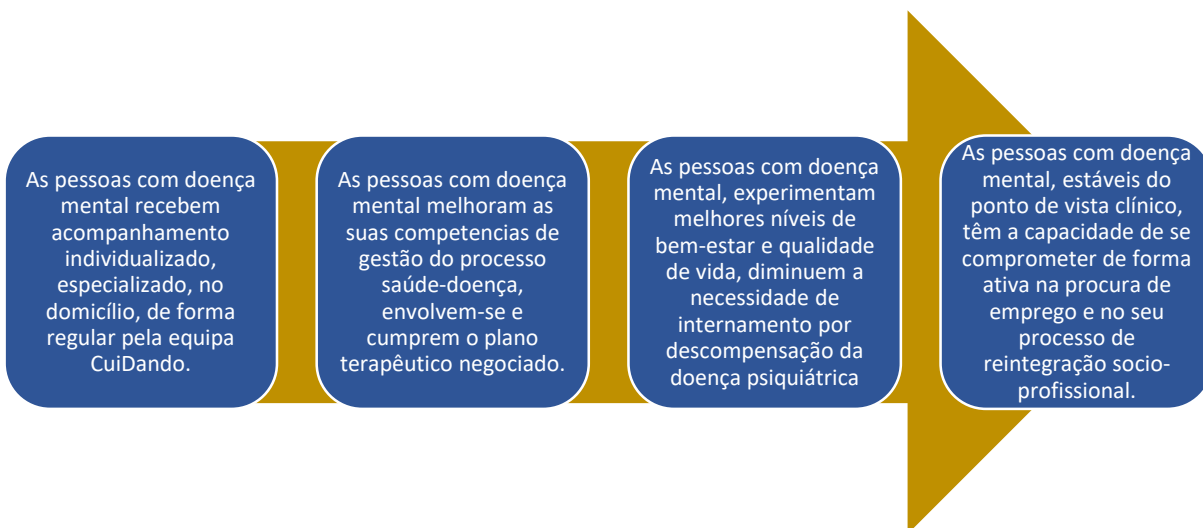 As pessoas com doença
mental recebem
acompanhamento
individualizado,
especializado, no
domicílio, de forma
regular pela equipa
CuiDando.
As pessoas com doença
mental melhoram as
suas competencias de
gestão do processo
saúde-doença,
envolvem-se e
cumprem o plano
terapêutico negociado.
As pessoas com doença
mental, experimentam
melhores níveis de
bem-estar e qualidade
de vida, diminuem a
necessidade de
internamento por
descompensação da
doença psiquiátrica
As pessoas com doença
mental, estáveis do
ponto de vista clínico,
têm a capacidade de se
comprometer de forma
ativa na procura de
emprego e no seu
processo de
reintegração socio-
profissional.